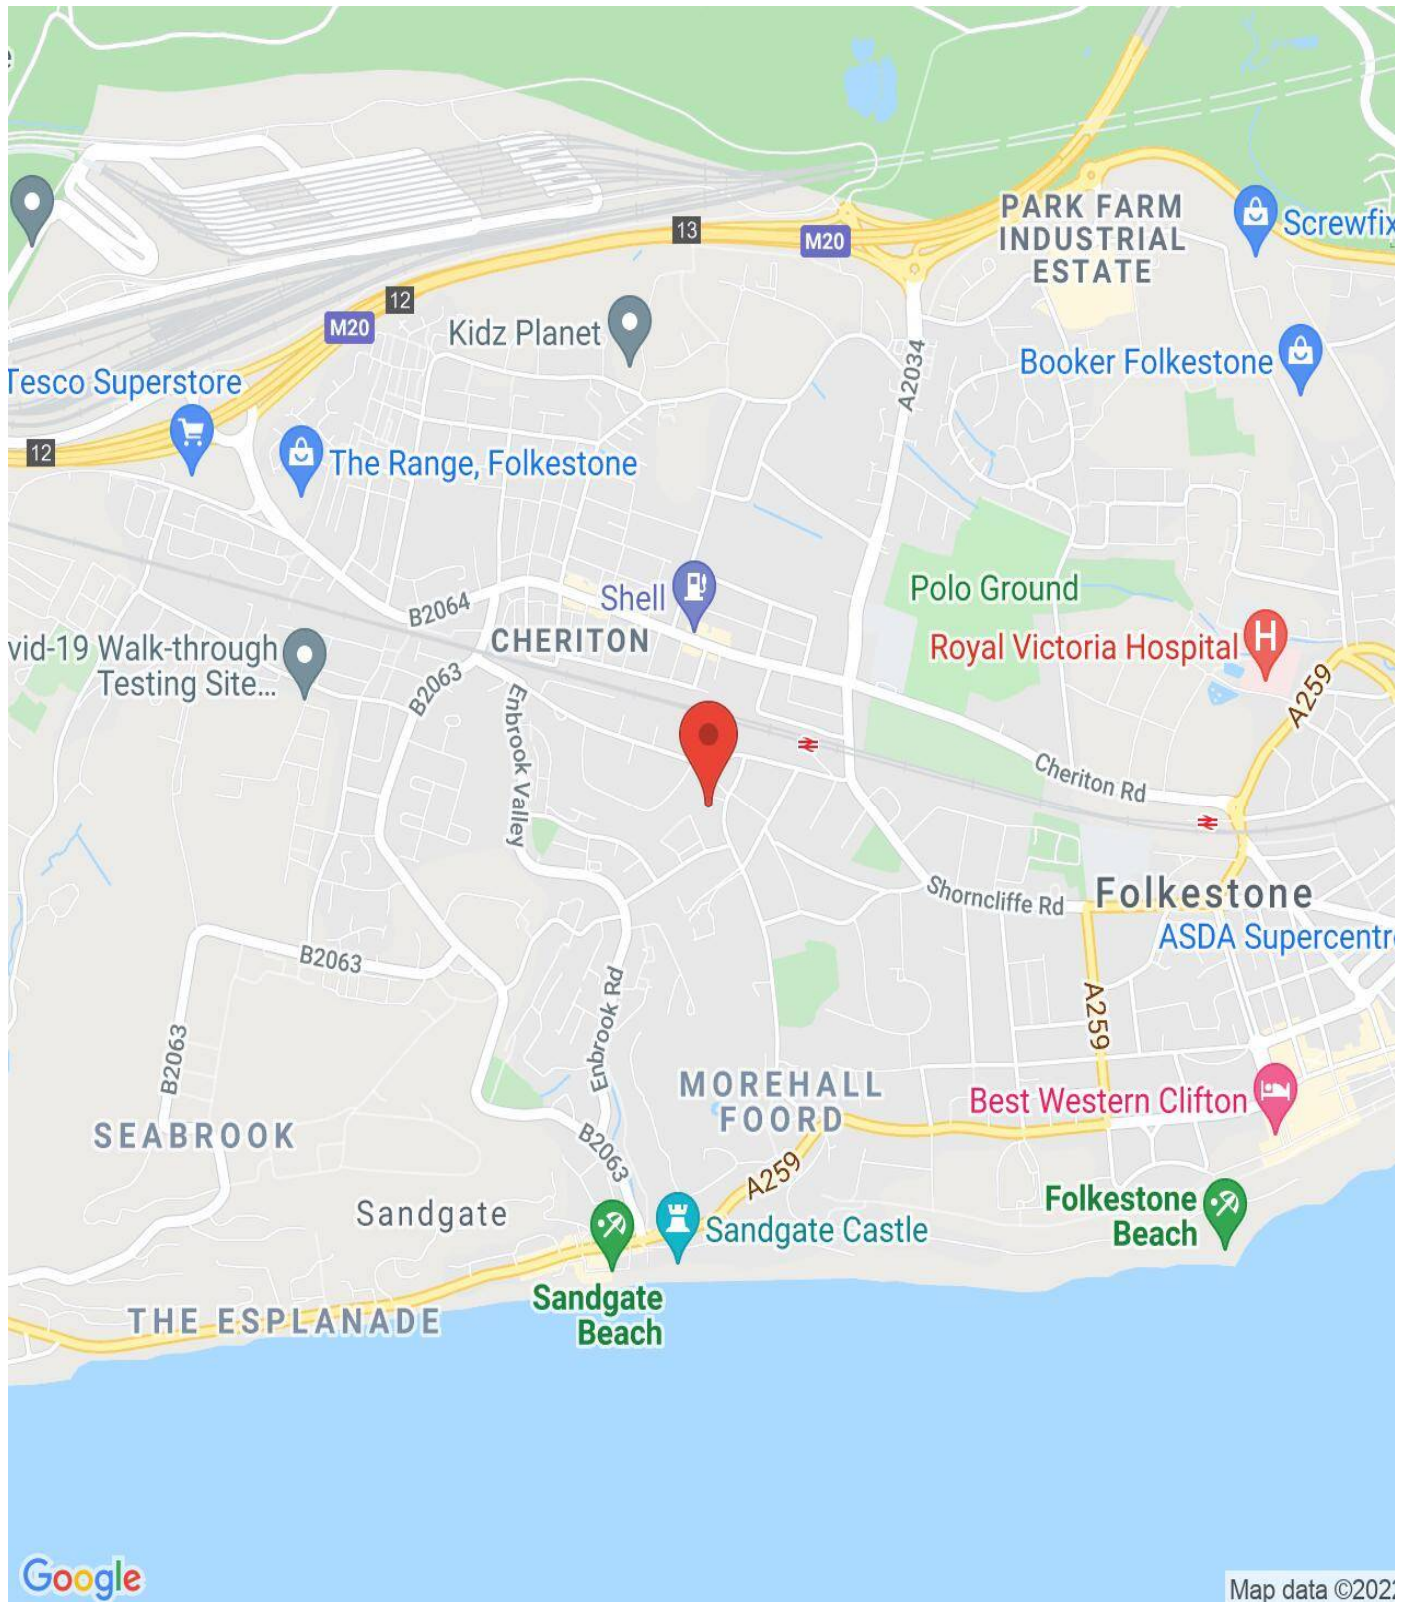 e
13
M20
PARK FARM
INDUSTRIAL
ESTATE
Screwfix
12
M20
Kidz Planet
A2034
Booker Folkestone
Tesco Superstore
12
The Range, Folkestone
Shell
B2064
CHERITON
Polo Ground
Royal Victoria Hospital
H
vid-19 Walk-through
Testing Site...
B2063
Enbrook Valley
A259
Cheriton Rd
Shorncliffe Rd
Folkestone
ASDA Supercentr
B2063
Enbrook Rd
A259
B2063
MOREHALL
FOORD
Best Western Clifton
SEABROOK
B2063
A259
Sandgate
Sandgate Castle
Folkestone
Beach
Sandgate
Beach
THE ESPLANADE
Google
Map data ©2022